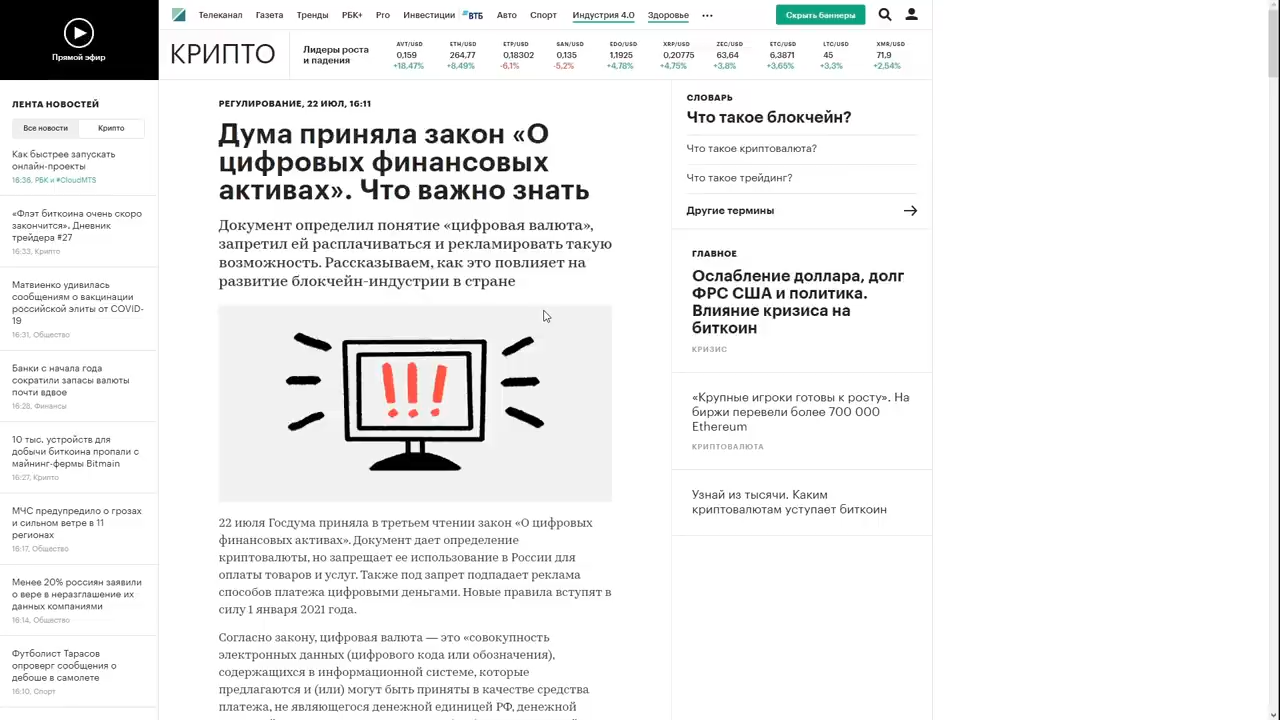 Прямой эфир
Телеканал Газета Тренды РБК+ Pro Инвестиции ВТБ Авто Спорт Индустрия 4.0 Здоровье ...
Скрыть баннеры
КРИПТО
Лидеры роста
и падения
AVT/USD ETH/USD ETP/USD SAN/USD EDO/USD XRP/USD ZEC/USD ETC/USD LTC/USD XMR/USD
0,159 264,77 0,18302 0,135 1,1925 0,20775 63,64 6,3871 45 71,9
+18,47% +8,49% -6,1% -5,2% +4,78% +4,75% +3,8% +3,65% +3,3% +2,54%
ЛЕНТА НОВОСТЕЙ
Все новости Крипто
Как быстрее запускать
онлайн-проекты
16:36, РБК и #CloudMTS
«Флэт биткоина очень скоро
закончится». Дневник
трейдера #27
16:33, Крипто
Матвиенко удивилась
сообщениям о вакцинации
российской элиты от COVID-
19
16:31, Общество
Банки с начала года
сократили запасы валюты
почти вдвое
16:28, Финансы
10 тыс. устройств для
добычи биткоина пропали с
майнинг-фермы Bitmain
16:27, Крипто
МЧС предупредило о грозах
и сильном ветре в 11
регионах
16:17, Общество
Менее 20% россиян заявили
о вере в неразглашение их
данных компаниями
16:14, Общество
Футболист Тарасов
опроверг сообщения о
дебоше в самолете
16:10, Спорт
РЕГУЛИРОВАНИЕ, 22 ИЮЛ, 16:11
Дума приняла закон «О
цифровых финансовых
активах». Что важно знать
Документ определил понятие «цифровая валюта»,
запретил ей расплачиваться и рекламировать такую
возможность. Рассказываем, как это повлияет на
развитие блокчейн-индустрии в стране
!!!
22 июля Госдума приняла в третьем чтении закон «О цифровых
финансовых активах». Документ дает определение
криптовалюты, но запрещает ее использование в России для
оплаты товаров и услуг. Также под запрет подпадает реклама
способов платежа цифровыми деньгами. Новые правила вступят в
силу 1 января 2021 года.
Согласно закону, цифровая валюта — это «совокупность
электронных данных (цифрового кода или обозначения),
содержащихся в информационной системе, которые
предлагаются и (или) могут быть приняты в качестве средства
платежа, не являющегося денежной единицей РФ, денежной
СЛОВАРЬ
Что такое блокчейн?
Что такое криптовалюта?
Что такое трейдинг?
Другие термины
ГЛАВНОЕ
Ослабление доллара, долг
ФРС США и политика.
Влияние кризиса на
биткоин
КРИЗИС
«Крупные игроки готовы к росту». На
биржи перевели более 700 000
Ethereum
КРИПТОВАЛЮТА
Узнай из тысячи. Каким
криптовалютам уступает биткоин